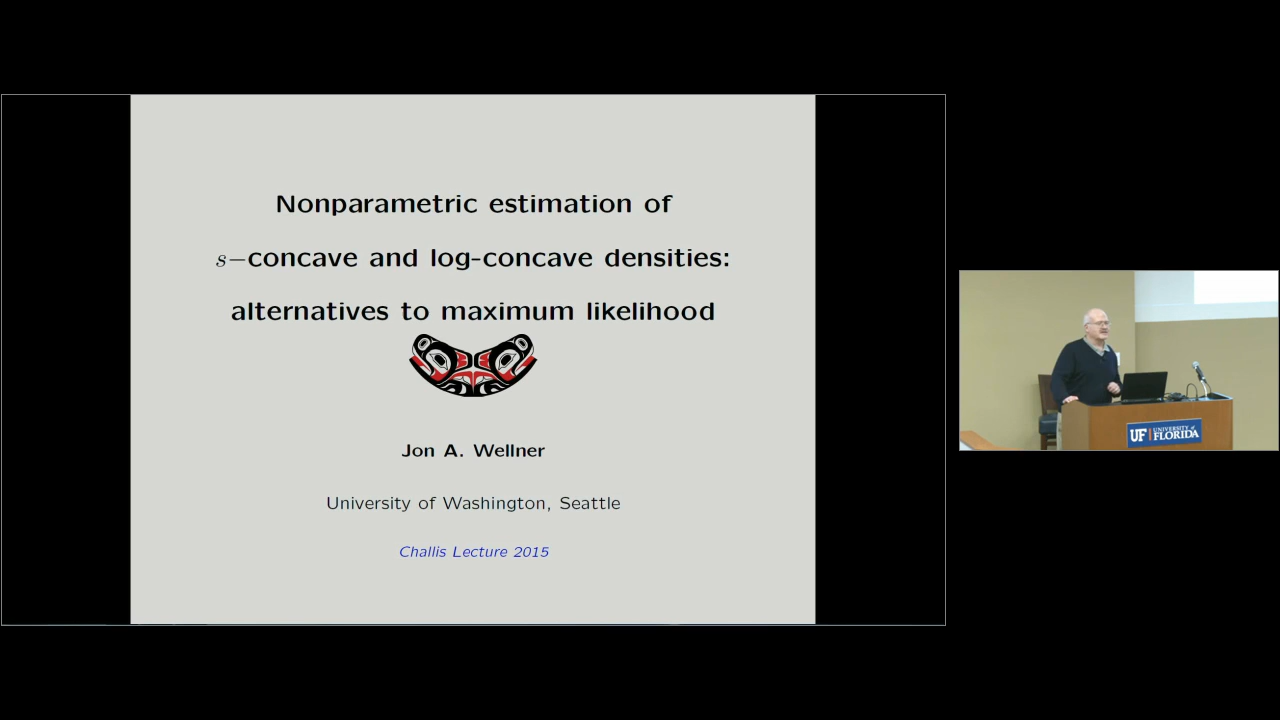 Nonparametric estimation of
s−concave and log-concave densities:
alternatives to maximum likelihood
Jon A. Wellner
University of Washington, Seattle
Challis Lecture 2015
UF UNIVERSITY of
FLORIDA